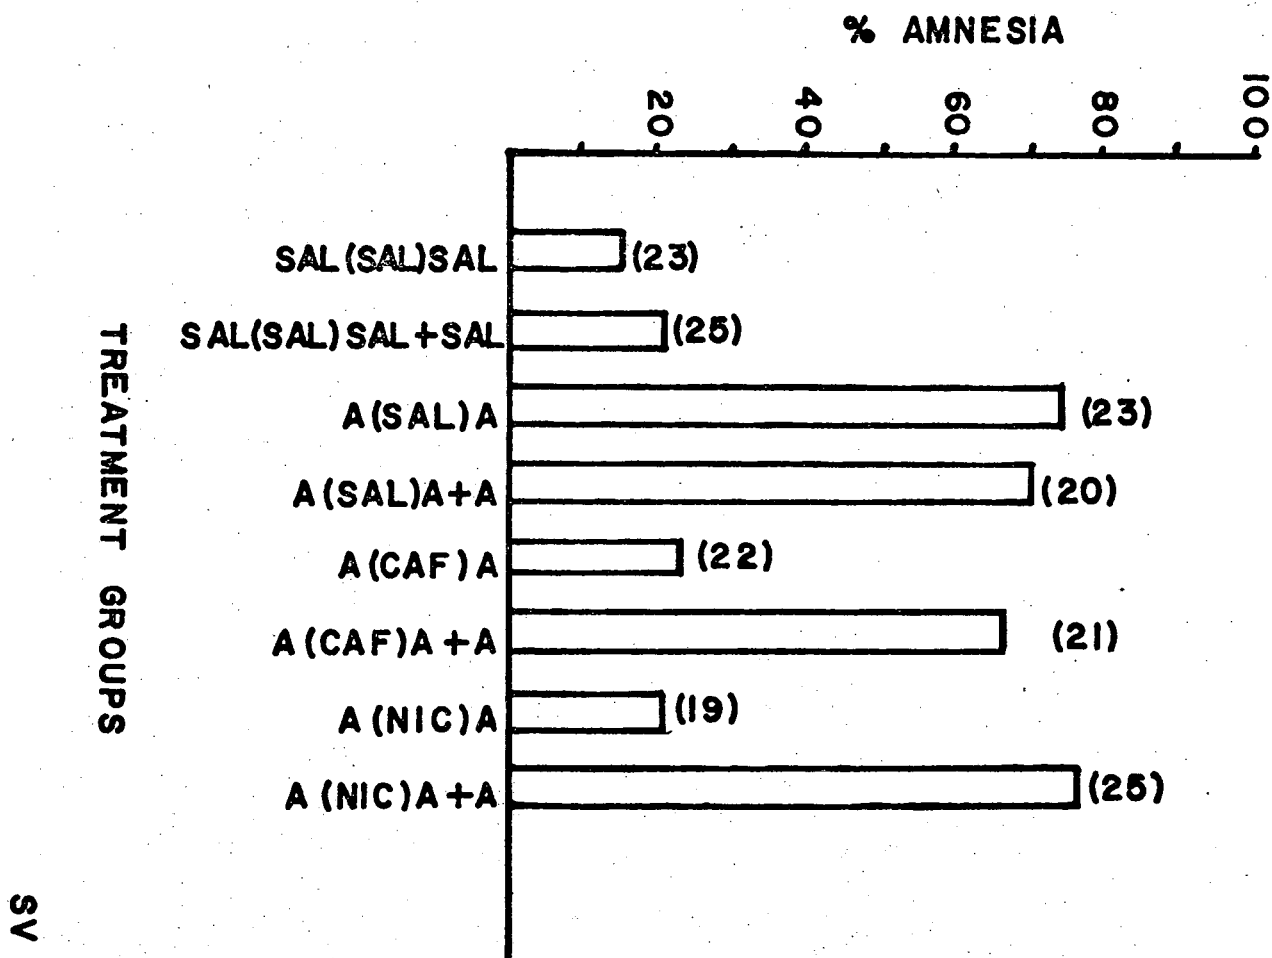 % AMNESIA
20 40 60 80 100
SAL(SAL)SAL (23)
SAL(SAL)SAL+SAL (25)
A(SAL)A (23)
A(SAL)A+A (20)
A(CAF)A (22)
A(CAF)A+A (21)
A(NIC)A (19)
A(NIC)A+A (25)
TREATMENT GROUPS
SV